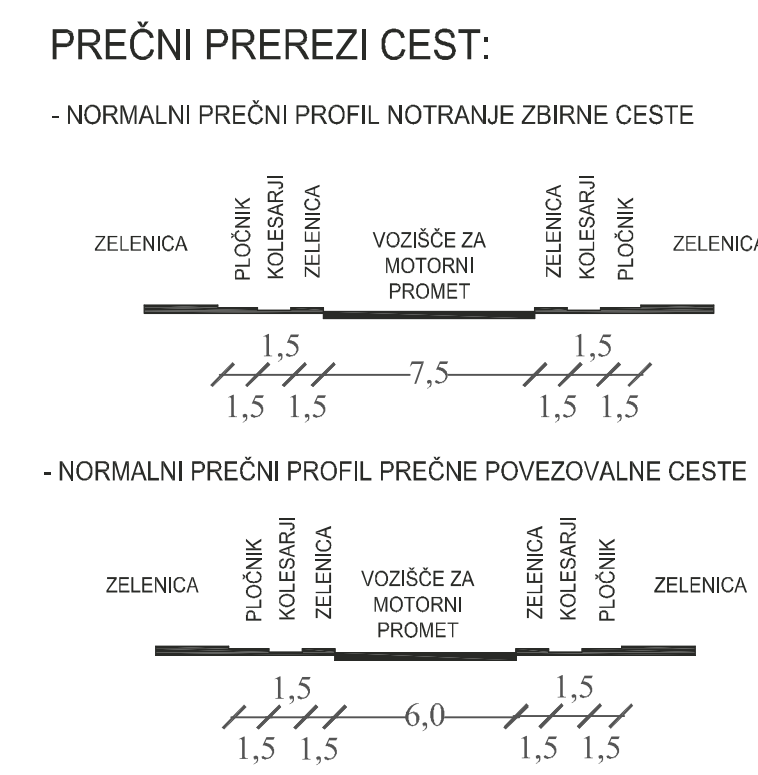 PREČNI PREREZI CEST:
- NORMALNI PREČNI PROFIL NOTRANJE ZBIRNE CESTE
ZELENICA
PLOČNIK
KOLESARJI
ZELENICA
VOZIŠČE ZA
MOTORNI
PROMET
ZELENICA
KOLESARJI
PLOČNIK
ZELENICA
1,5
7,5
1,5
1,5 1,5
1,5 1,5
- NORMALNI PREČNI PROFIL PREČNE POVEZOVALNE CESTE
ZELENICA
PLOČNIK
KOLESARJI
ZELENICA
VOZIŠČE ZA
MOTORNI
PROMET
ZELENICA
KOLESARJI
PLOČNIK
ZELENICA
1,5
6,0
1,5
1,5 1,5
1,5 1,5